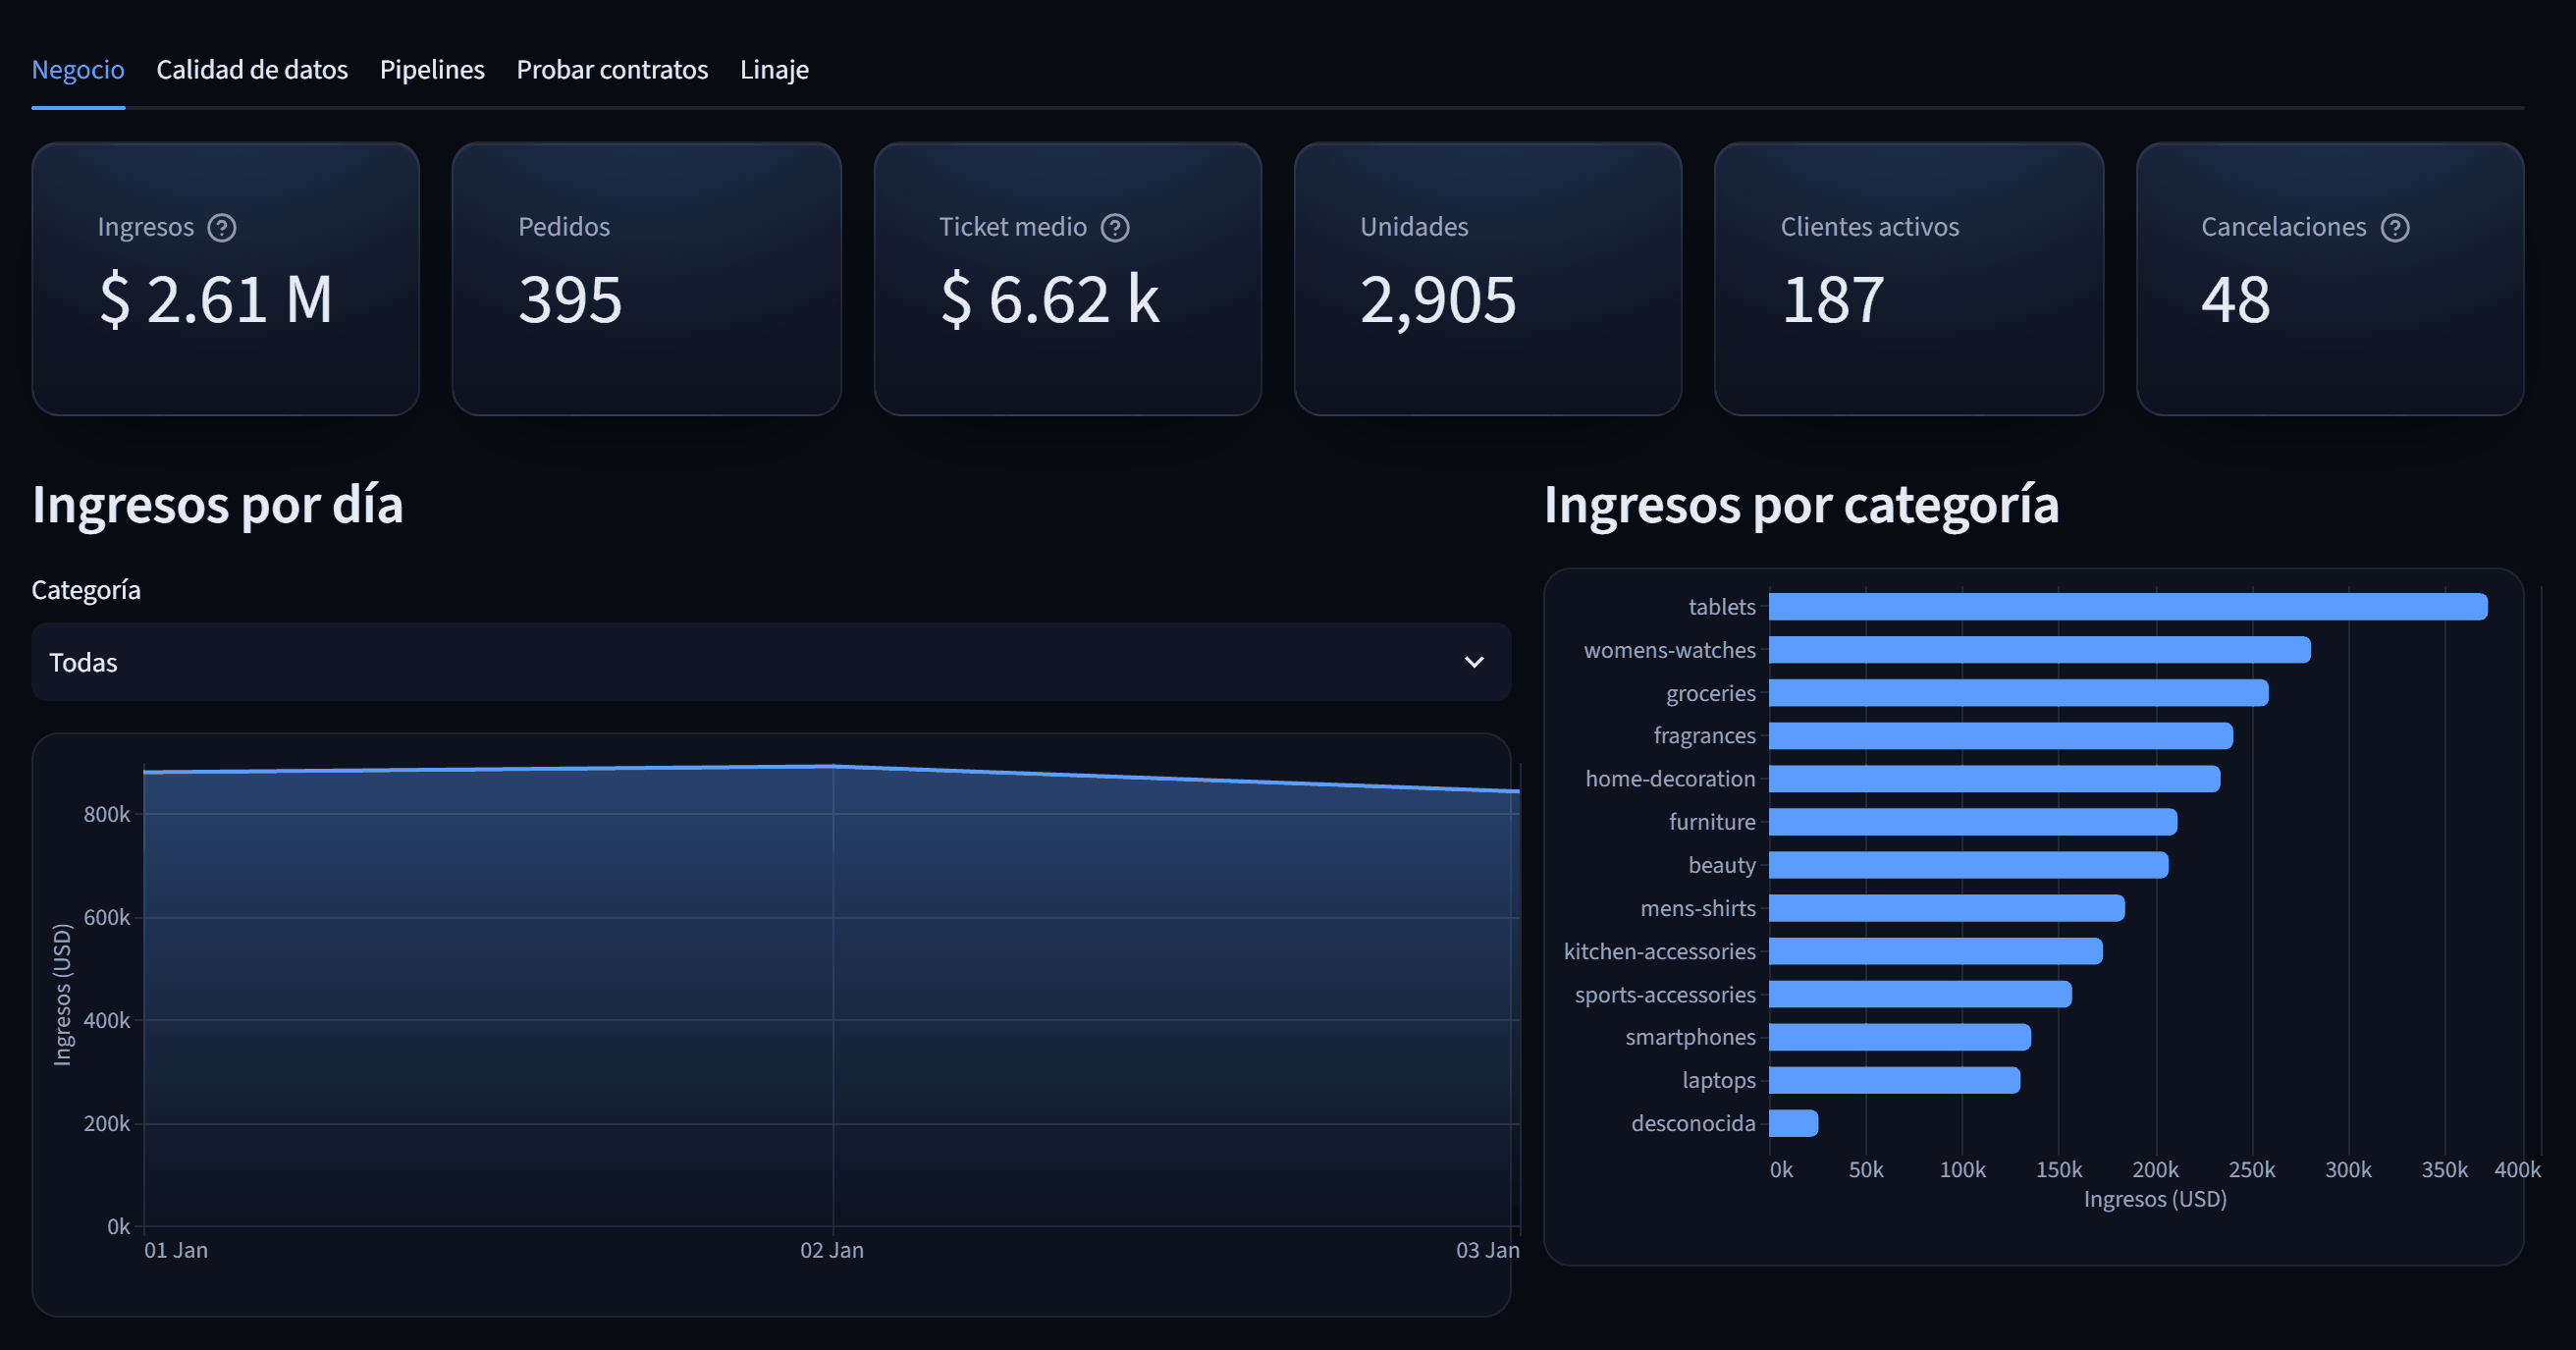 Negocio Calidad de datos Pipelines Probar contratos Linaje
Ingresos ?
$ 2.61 M
Pedidos
395
Ticket medio ?
$ 6.62 k
Unidades
2,905
Clientes activos
187
Cancelaciones ?
48
Ingresos por día
Categoría
Todas
Ingresos (USD)
800k
600k
400k
200k
0k
01 Jan 02 Jan 03 Jan
Ingresos por categoría
tablets
womens-watches
groceries
fragrances
home-decoration
furniture
beauty
mens-shirts
kitchen-accessories
sports-accessories
smartphones
laptops
desconocida
0k 50k 100k 150k 200k 250k 300k 350k 400k
Ingresos (USD)